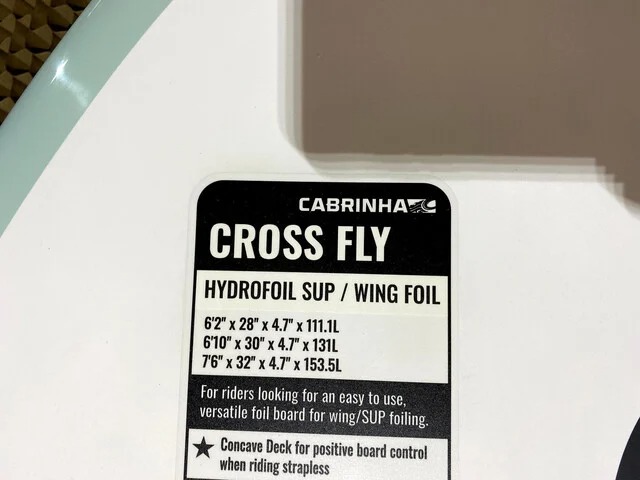 CABRINHA
CROSS FLY
HYDROFOIL SUP / WING FOIL
6'2" x 28" x 4.7" x 111.1L
6'10" x 30" x 4.7" x 131L
7'6" x 32" x 4.7" x 153.5L
For riders looking for an easy to use,
versatile foil board for wing/SUP foiling.
★ Concave Deck for positive board control
when riding strapless